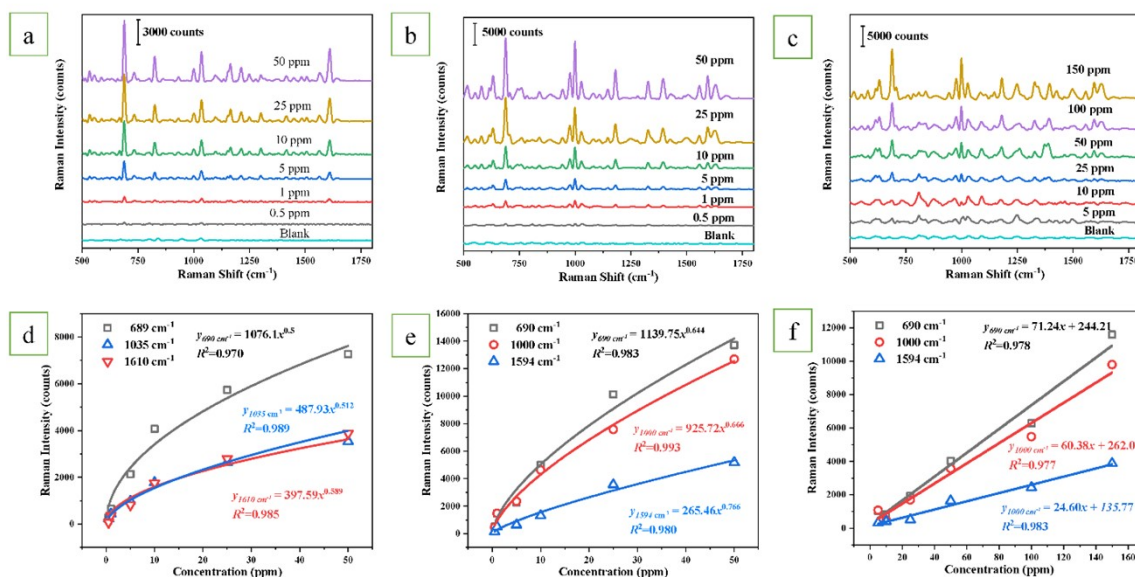 a
3000 counts
50 ppm
25 ppm
10 ppm
5 ppm
1 ppm
0.5 ppm
Blank
Raman Intensity (counts)
500 750 1000 1250 1500 1750
Raman Shift (cm⁻¹)
b
5000 counts
50 ppm
25 ppm
10 ppm
5 ppm
1 ppm
0.5 ppm
Blank
Raman Intensity (counts)
500 750 1000 1250 1500 1750
Raman Shift (cm⁻¹)
c
5000 counts
150 ppm
100 ppm
50 ppm
25 ppm
10 ppm
5 ppm
Blank
Raman Intensity (counts)
500 750 1000 1250 1500 1750
Raman Shift (cm⁻¹)
d
689 cm⁻¹
1035 cm⁻¹
1610 cm⁻¹
y690 cm⁻¹ = 1076.1x^0.5
R²=0.970
y1035 cm⁻¹ = 487.93x^0.512
R²=0.989
y1610 cm⁻¹ = 397.59x^0.589
R²=0.985
Raman Intensity (counts)
8000
6000
4000
2000
0
0 10 20 30 40 50
Concentration (ppm)
e
690 cm⁻¹
1000 cm⁻¹
1594 cm⁻¹
y690 cm⁻¹ = 1139.75x^0.644
R²=0.983
y1000 cm⁻¹ = 925.72x^0.666
R²=0.993
y1594 cm⁻¹ = 265.46x^0.766
R²=0.980
Raman Intensity (counts)
16000
14000
12000
10000
8000
6000
4000
2000
0
0 10 20 30 40 50
Concentration (ppm)
f
690 cm⁻¹
1000 cm⁻¹
1594 cm⁻¹
y690 cm⁻¹ = 71.24x + 244.21
R²=0.978
y1000 cm⁻¹ = 60.38x + 262.0
R²=0.977
y1000 cm⁻¹ = 24.60x + 135.77
R²=0.983
Raman Intensity (counts)
12000
10000
8000
6000
4000
2000
0
0 20 40 60 80 100 120 140 160
Concentration (ppm)